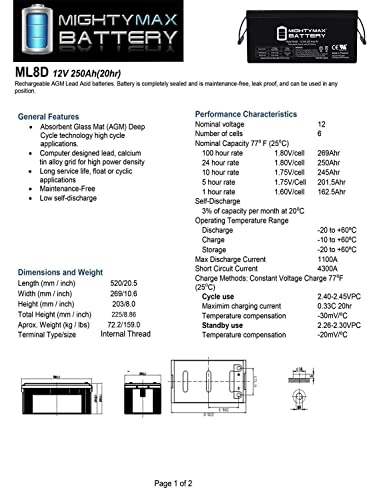 MIGHTYMAX
BATTERY
MIGHTYMAX
BATTERY
ML8D 12V 250Ah(20hr)
Rechargeable AGM Lead Acid batteries. Battery is completely sealed and is maintenance-free, leak proof, and can be used in any
position.
General Features
• Absorbent Glass Mat (AGM) Deep
Cycle technology high cycle
applications.
• Computer designed lead, calcium
tin alloy grid for high power density
• Long service life, float or cyclic
applications
• Maintenance-Free
• Low self-discharge
Dimensions and Weight
Length (mm / inch) 520/20.5
Width (mm / inch) 269/10.6
Height (mm / inch) 203/8.0
Total Height (mm / inch) 225/8.86
Aprox. Weight (kg / lbs) 72.2/159.0
Terminal Type/size Internal Thread
Performance Characteristics
Nominal voltage 12
Number of cells 6
Nominal Capacity 77° F (25°C)
100 hour rate 1.80V/cell 269Ahr
24 hour rate 1.80V/cell 250Ahr
10 hour rate 1.75V/cell 245Ahr
5 hour rate 1.75V/cell 201.5Ahr
1 hour rate 1.60V/cell 162.5Ahr
Self-Discharge
3% of capacity per month at 20°C
Operating Temperature Range
Discharge -20 to +60°C
Charge -10 to +60°C
Storage -20 to +60°C
Max Discharge Current 1100A
Short Circuit Current 4300A
Charge Methods: Constant Voltage Charge 77°F
(25°C)
Cycle use 2.40-2.45VPC
Maximim charging current 0.33C 20hr
Temperature compensation -30mV/°C
Standby use 2.26-2.30VPC
Temperature compensation -20mV/°C
Page 1 of 2